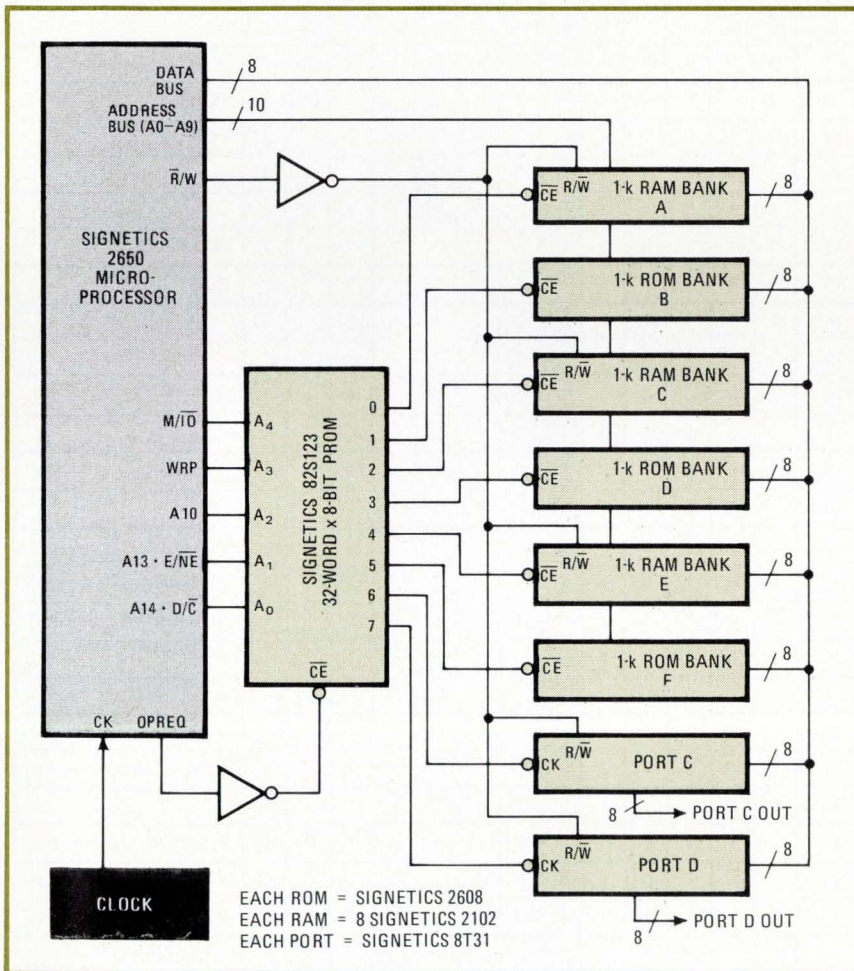 DATA
BUS
8
ADDRESS
BUS (A0–A9)
10
R̅/W
SIGNETICS
2650
MICRO-
PROCESSOR
M/I̅O̅
WRP
A10
A13 · E/N̅E̅
A14 · D/C̅
CK OPREQ
A₄
A₃
A₂
A₁
A₀
SIGNETICS 82S123
32-WORD x 8-BIT PROM
0
1
2
3
4
5
6
7
C̅E̅
C̅E̅ R/W̅ 1-k RAM BANK
A
8
C̅E̅ 1-k ROM BANK
B
8
C̅E̅ R/W̅ 1-k RAM BANK
C
8
C̅E̅ 1-k ROM BANK
D
8
C̅E̅ R/W̅ 1-k RAM BANK
E
8
C̅E̅ 1-k ROM BANK
F
8
CK R/W̅ PORT C
8
8 PORT C OUT
CK R/W̅ PORT D
8
8 PORT D OUT
CLOCK
EACH ROM = SIGNETICS 2608
EACH RAM = 8 SIGNETICS 2102
EACH PORT = SIGNETICS 8T31